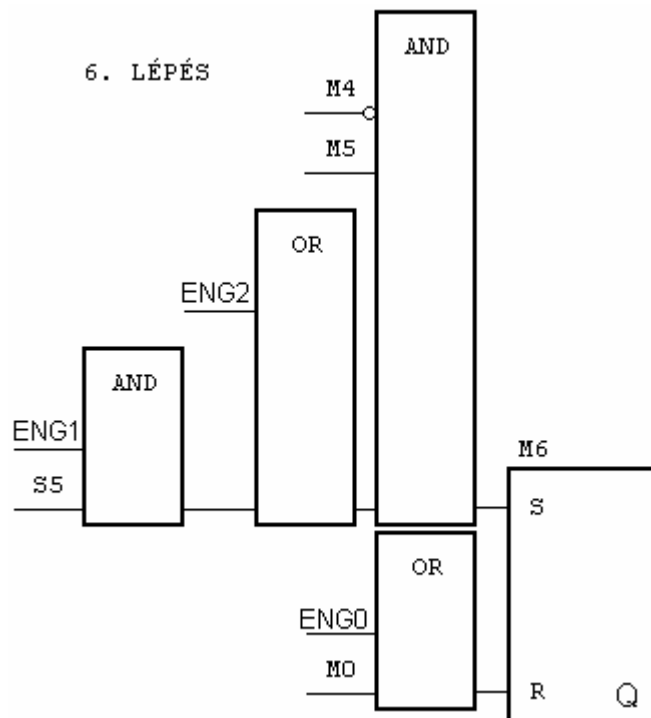 AND
6. LÉPÉS
M4
M5
OR
ENG2
AND
ENG1
S5
M6
S
OR
ENG0
M0
R
Q